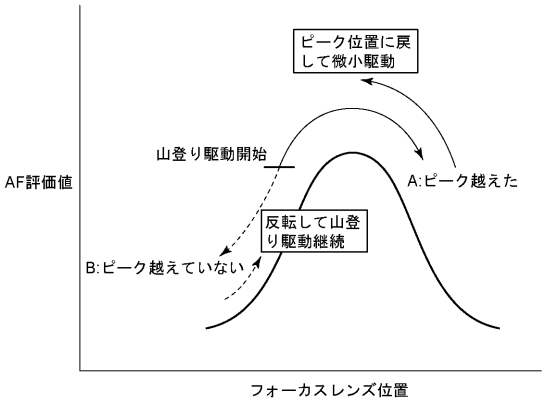 ピーク位置に戻
して微小駆動
山登り駆動開始
AF評価値
A:ピーク越えた
反転して山登
り駆動継続
B:ピーク越えていない
フォーカスレンズ位置